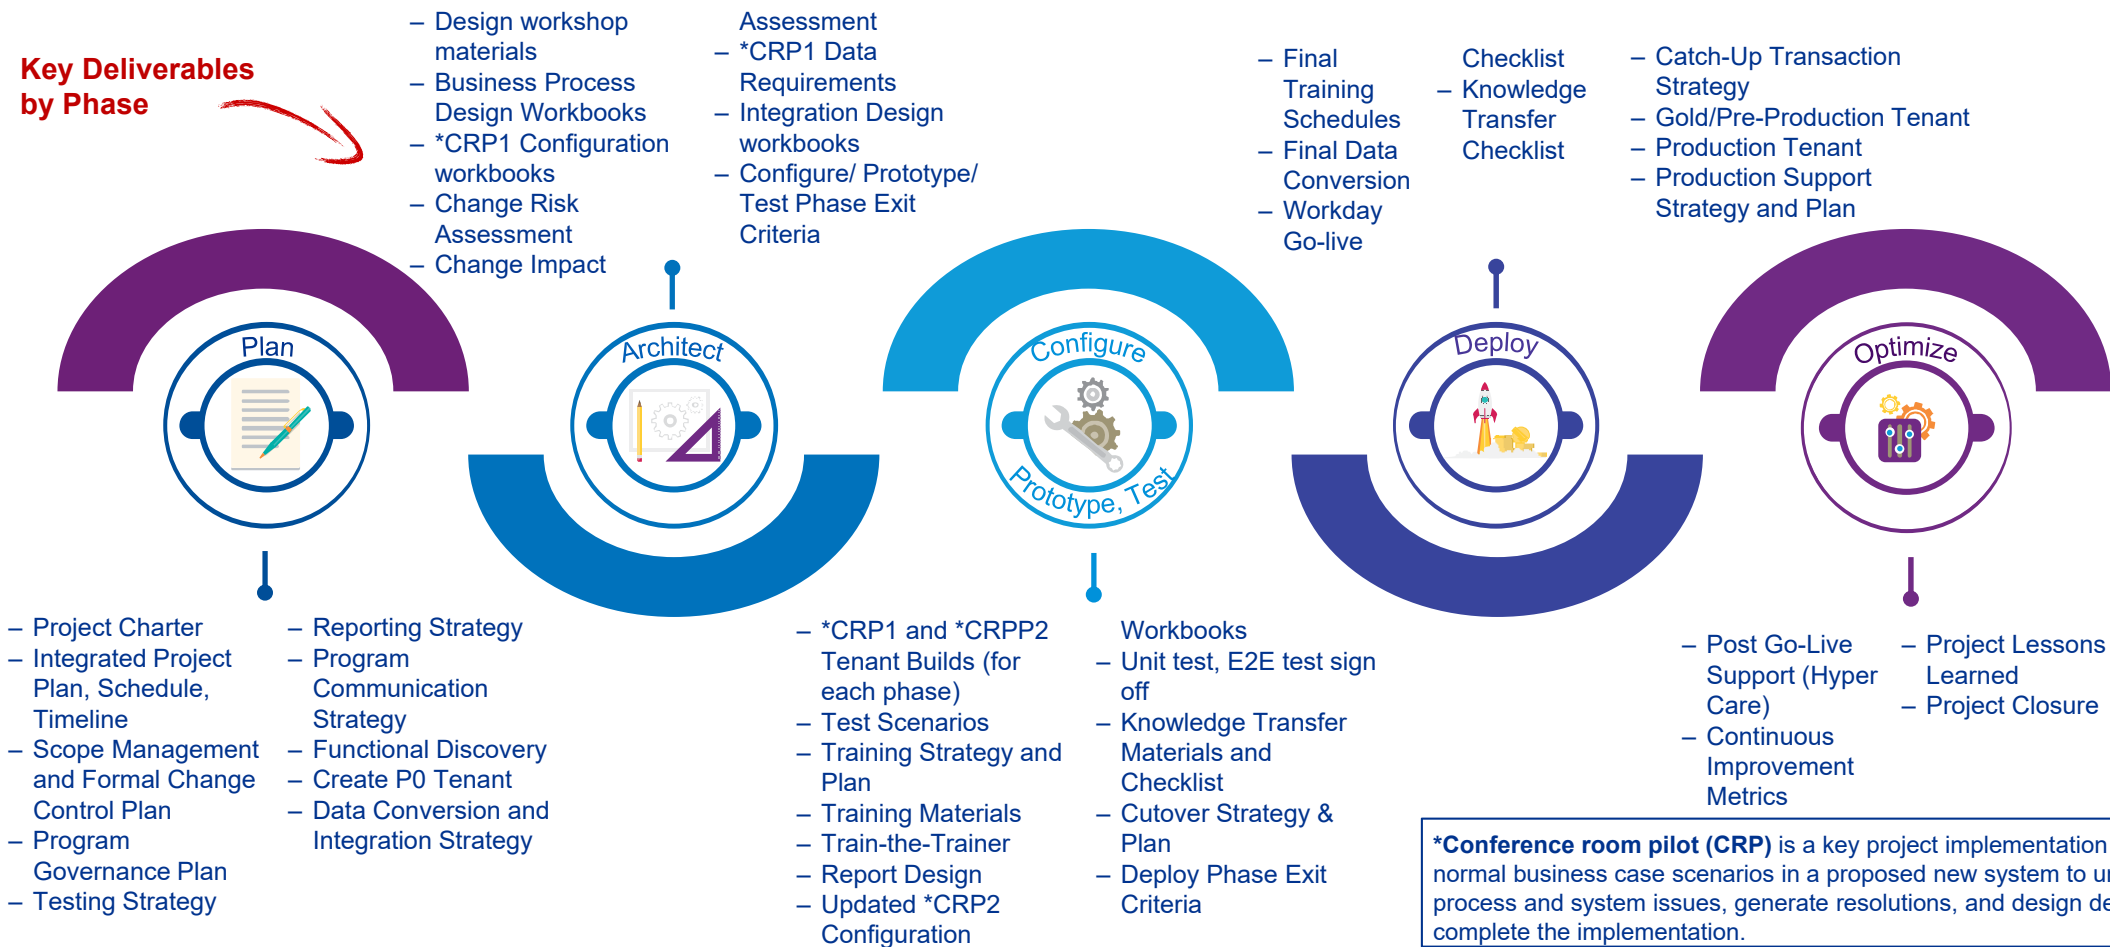 Key Deliverables
by Phase
– Design workshop
materials
– Business Process
Design Workbooks
– *CRP1 Configuration
workbooks
– Change Risk
Assessment
– Change Impact
Assessment
– *CRP1 Data
Requirements
– Integration Design
workbooks
– Configure/ Prototype/
Test Phase Exit
Criteria
– Final
Training
Schedules
– Final Data
Conversion
– Workday
Go-live
Checklist
– Knowledge
Transfer
Checklist
– Catch-Up Transaction
Strategy
– Gold/Pre-Production Tenant
– Production Tenant
– Production Support
Strategy and Plan
Plan
Architect
Configure
Prototype, Test
Deploy
Optimize
– Project Charter
– Integrated Project
Plan, Schedule,
Timeline
– Scope Management
and Formal Change
Control Plan
– Program
Governance Plan
– Testing Strategy
– Reporting Strategy
– Program
Communication
Strategy
– Functional Discovery
– Create P0 Tenant
– Data Conversion and
Integration Strategy
– *CRP1 and *CRPP2
Tenant Builds (for
each phase)
– Test Scenarios
– Training Strategy and
Plan
– Training Materials
– Train-the-Trainer
– Report Design
– Updated *CRP2
Configuration
Workbooks
– Unit test, E2E test sign
off
– Knowledge Transfer
Materials and
Checklist
– Cutover Strategy &
Plan
– Deploy Phase Exit
Criteria
– Post Go-Live
Support (Hyper
Care)
– Continuous
Improvement
Metrics
– Project Lessons
Learned
– Project Closure
*Conference room pilot (CRP) is a key project implementation
normal business case scenarios in a proposed new system to
process and system issues, generate resolutions, and design
complete the implementation.